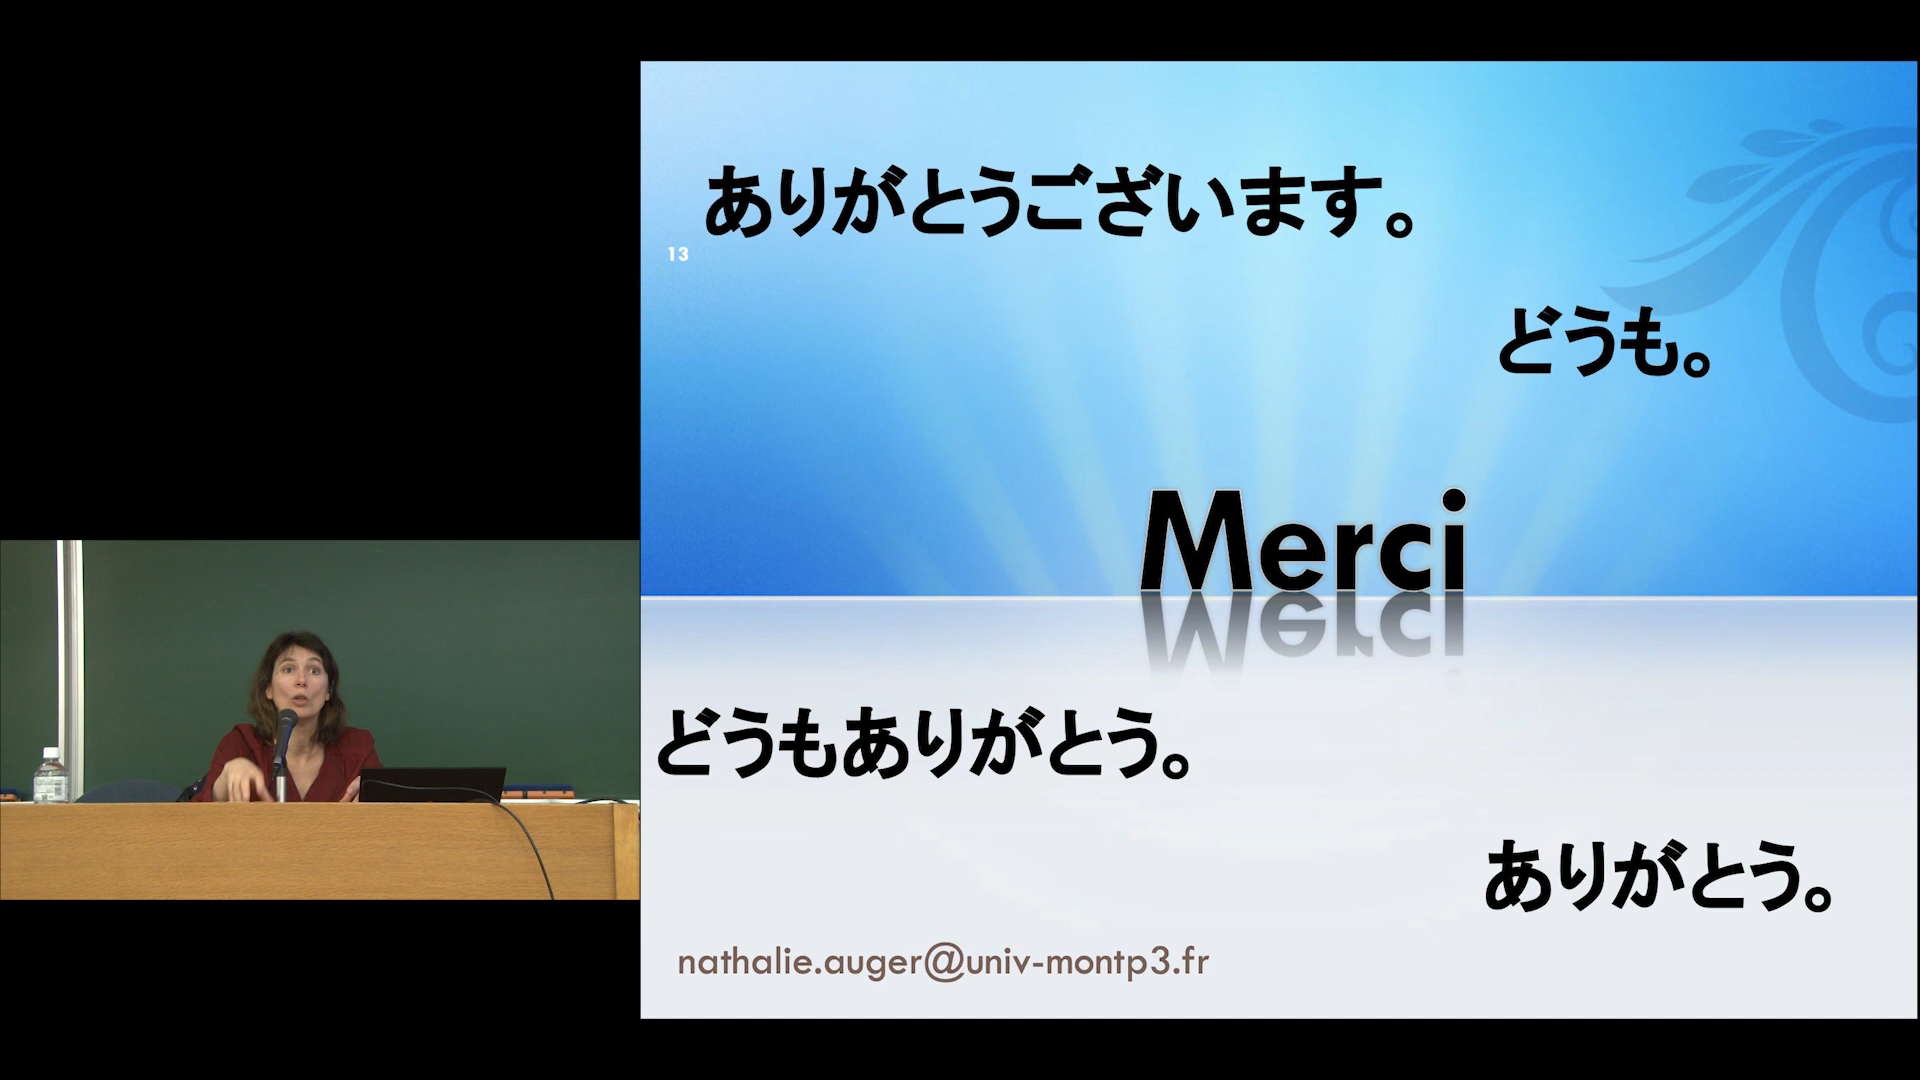 ありがとうございます。
13
どうも。
Merci
どうもありがとう。
ありがとう。
nathalie.auger@univ-montp3.fr